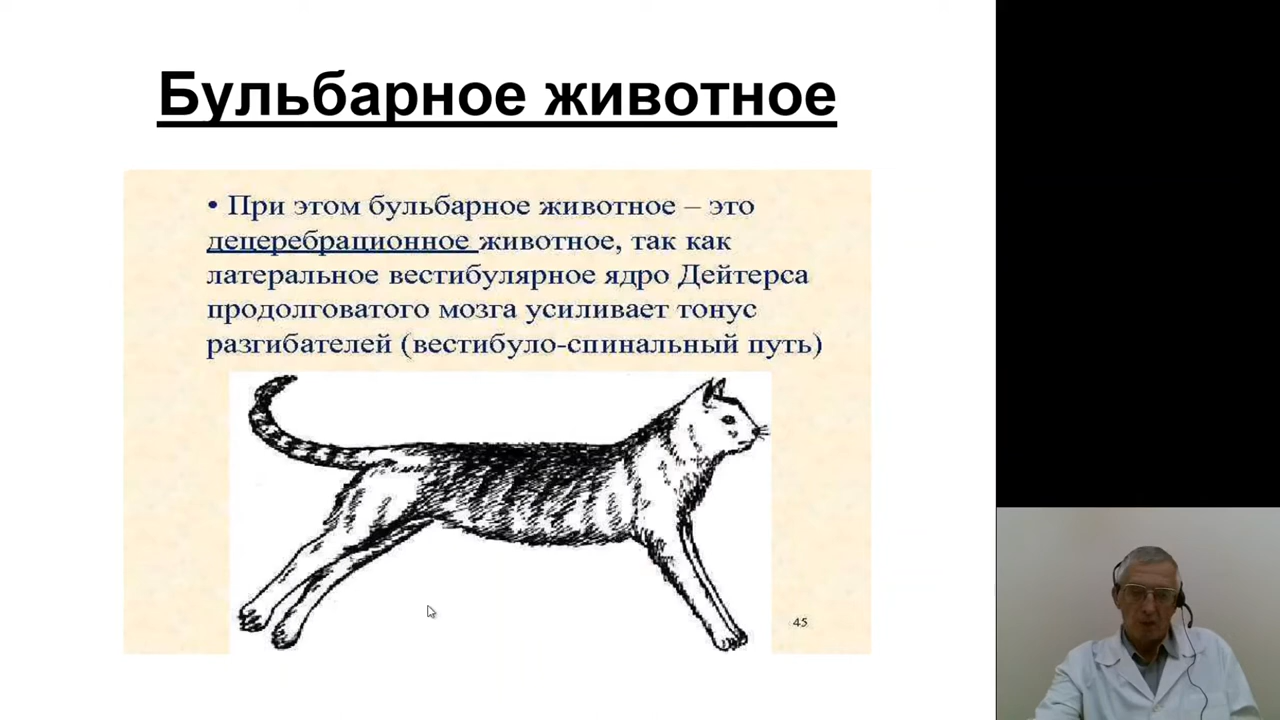 Бульбарное животное
• При этом бульбарное животное – это
децеребрационное животное, так как
латеральное вестибулярное ядро Дейтерса
продолговатого мозга усиливает тонус
разгибателей (вестибуло-спинальный путь)
45